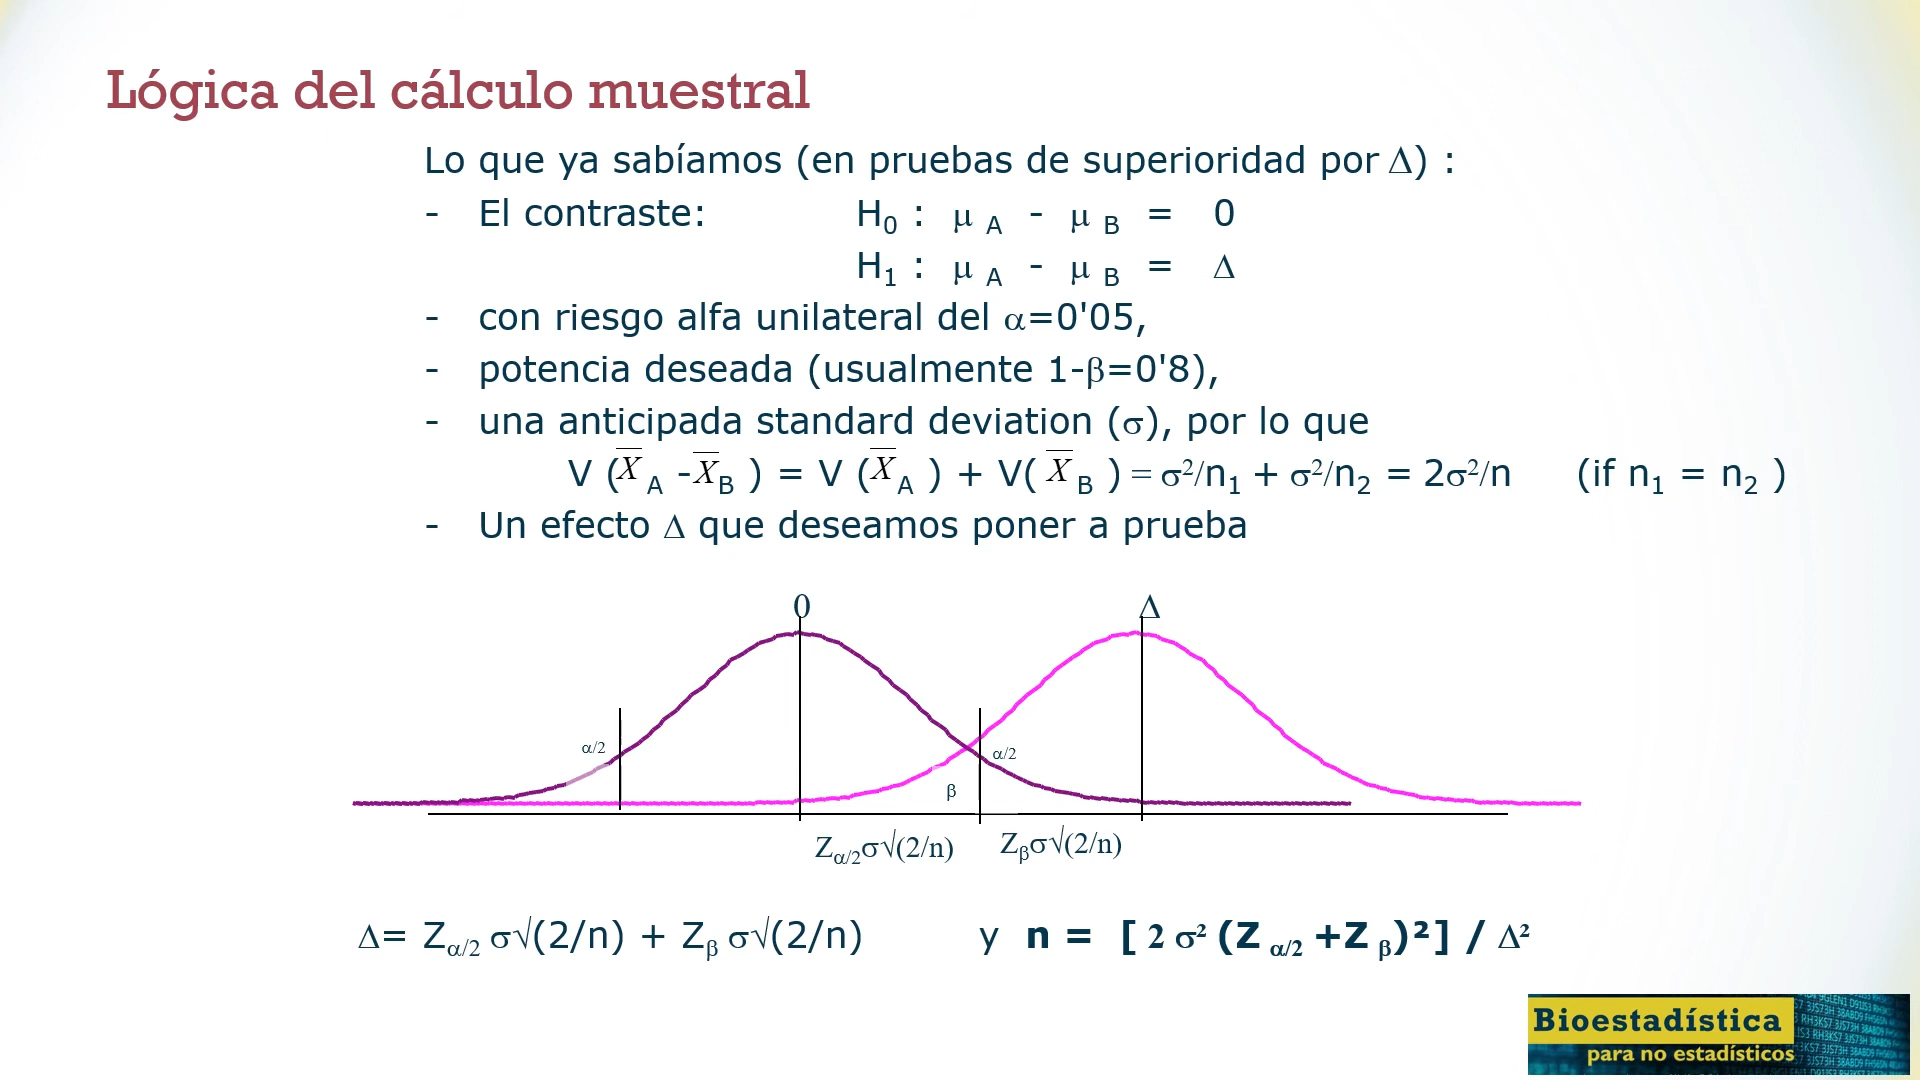 Lógica del cálculo muestral
Lo que ya sabíamos (en pruebas de superioridad por Δ) :
- El contraste: H₀ : μ A - μ B = 0
H₁ : μ A - μ B = Δ
- con riesgo alfa unilateral del α=0'05,
- potencia deseada (usualmente 1-β=0'8),
- una anticipada standard deviation (σ), por lo que
V (X̅ A -X̅ B ) = V (X̅ A ) + V( X̅ B ) = σ²/n₁ + σ²/n₂ = 2σ²/n (if n₁ = n₂ )
- Un efecto Δ que deseamos poner a prueba
0 Δ
α/2 α/2
β
Zα/2σ√(2/n) Zβσ√(2/n)
Δ= Zα/2 σ√(2/n) + Zβ σ√(2/n) y n = [ 2 σ² (Z α/2 +Z β)²] / Δ²
Bioestadística
para no estadísticos